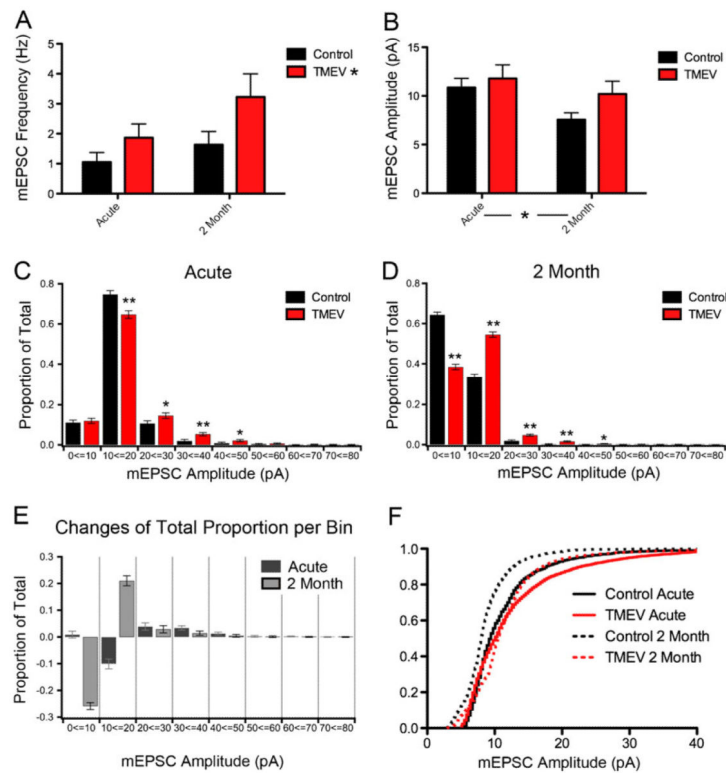 A
mEPSC Frequency (Hz)
5
4
3
2
1
0
Control
TMEV *
Acute
2 Month
B
mEPSC Amplitude (pA)
15
10
5
0
Control
TMEV
Acute
*
2 Month
C
Acute
Proportion of Total
0.8
0.6
0.4
0.2
0.0
Control
TMEV
**
*
**
*
0<=10 10<=20 20<=30 30<=40 40<=50 50<=60 60<=70 70<=80
mEPSC Amplitude (pA)
D
2 Month
Proportion of Total
0.8
0.6
0.4
0.2
0.0
Control
TMEV
**
**
**
**
*
0<=10 10<=20 20<=30 30<=40 40<=50 50<=60 60<=70 70<=80
mEPSC Amplitude (pA)
E
Changes of Total Proportion per Bin
Proportion of Total
0.3
0.2
0.1
0.0
-0.1
-0.2
-0.3
Acute
2 Month
0<=10 10<=20 20<=30 30<=40 40<=50 50<=60 60<=70 70<=80
mEPSC Amplitude (pA)
F
1.0
0.8
0.6
0.4
0.2
0.0
Control Acute
TMEV Acute
Control 2 Month
TMEV 2 Month
0 10 20 30 40
mEPSC Amplitude (pA)